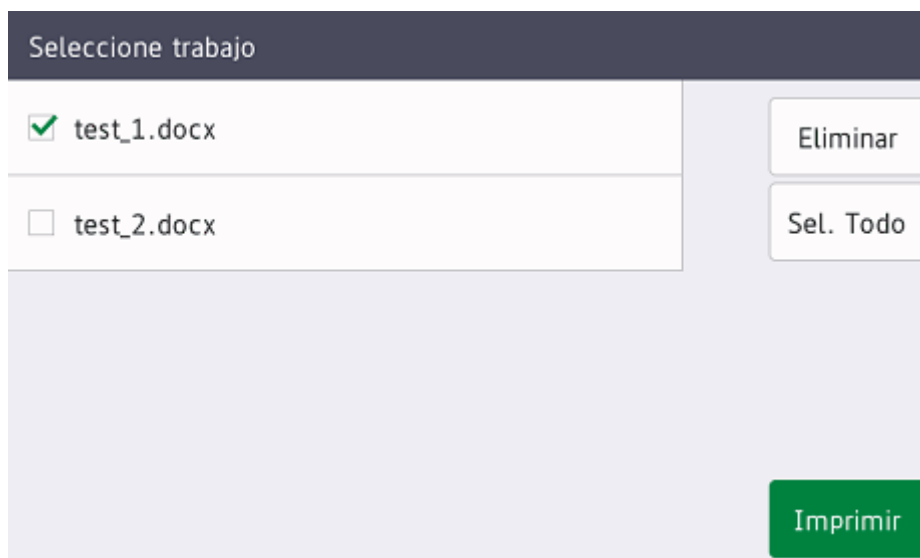 Seleccione trabajo
test_1.docx
Eliminar
test_2.docx
Sel. Todo
Imprimir